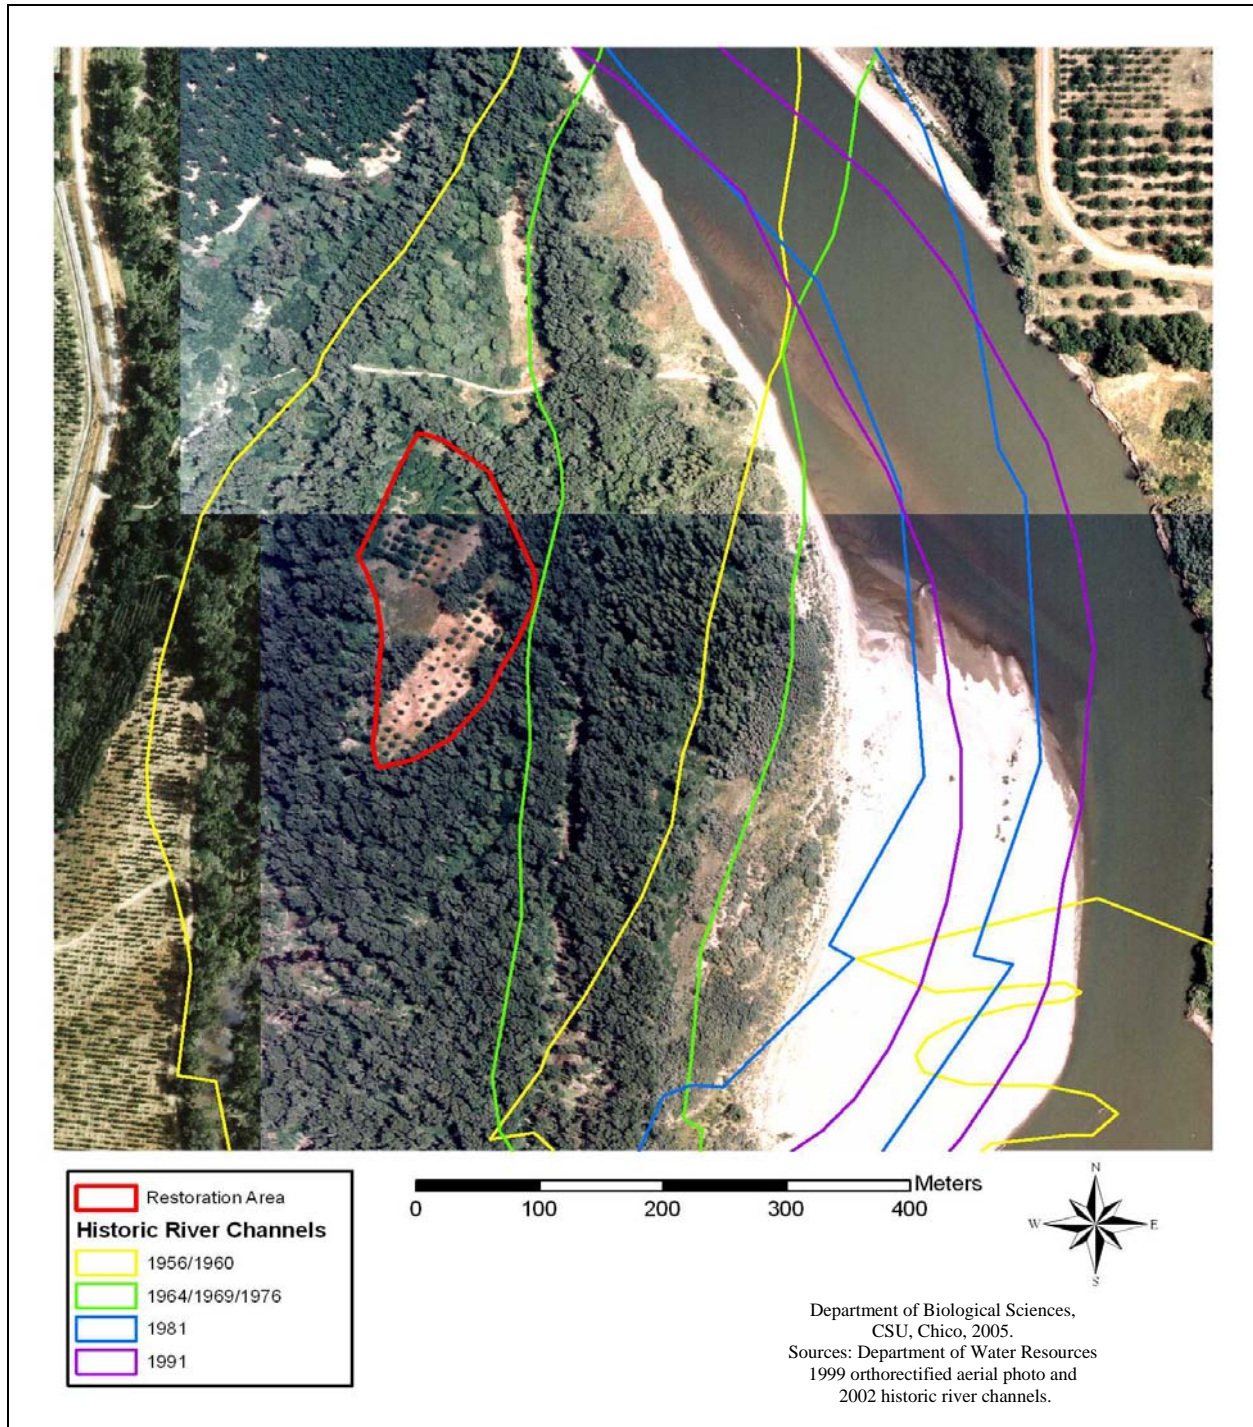 Restoration Area
Historic River Channels
1956/1960
1964/1969/1976
1981
1991
Meters
0 100 200 300 400
N
W E
S
Department of Biological Sciences,
CSU, Chico, 2005.
Sources: Department of Water Resources
1999 orthorectified aerial photo and
2002 historic river channels.